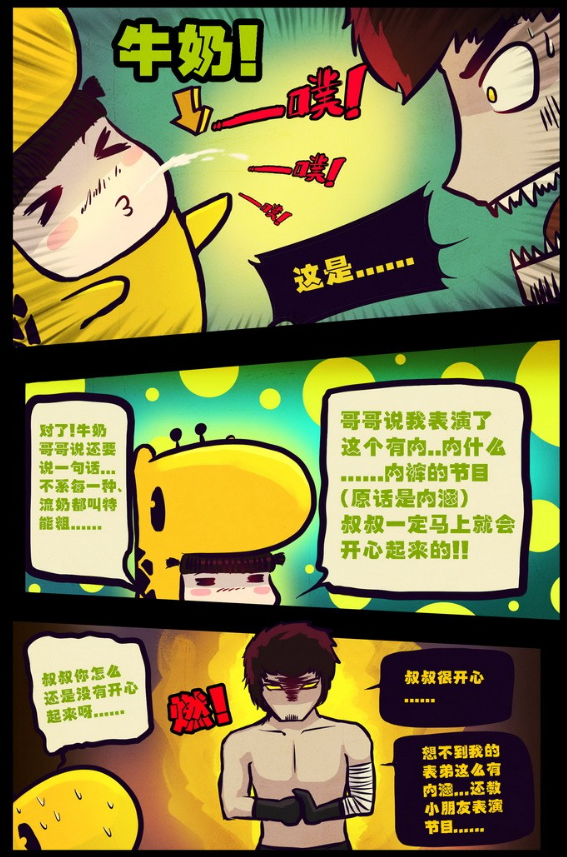 牛奶!
一噗!
一噗!
一噗!
这是……
哥哥说我表演了
这个有内..内什么
……内裤的节目
(原话是内涵)
叔叔一定马上就会
开心起来的!!
对了!牛奶
哥哥说还要
说一句话...
不系每一种、
流奶都叫特
能粗……
叔叔你怎么
还是没有开心
起来呀……
燃!
叔叔很开心
……
想不到我的
表弟这么有
内涵...还教
小朋友表演
节目……